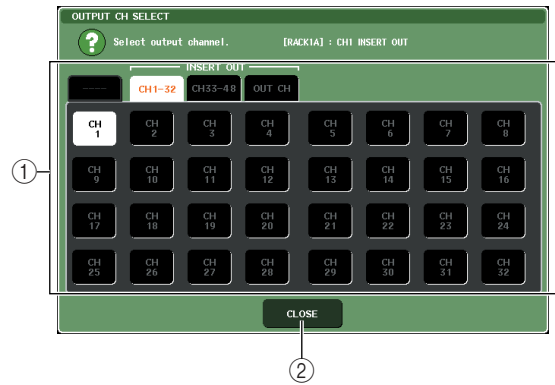 OUTPUT CH SELECT
? Select output channel. [RACK1A] : CH1 INSERT OUT
INSERT OUT
---- CH1-32 CH33-48 OUT CH
CH 1 CH 2 CH 3 CH 4 CH 5 CH 6 CH 7 CH 8
CH 9 CH 10 CH 11 CH 12 CH 13 CH 14 CH 15 CH 16
CH 17 CH 18 CH 19 CH 20 CH 21 CH 22 CH 23 CH 24
CH 25 CH 26 CH 27 CH 28 CH 29 CH 30 CH 31 CH 32
CLOSE
①
②